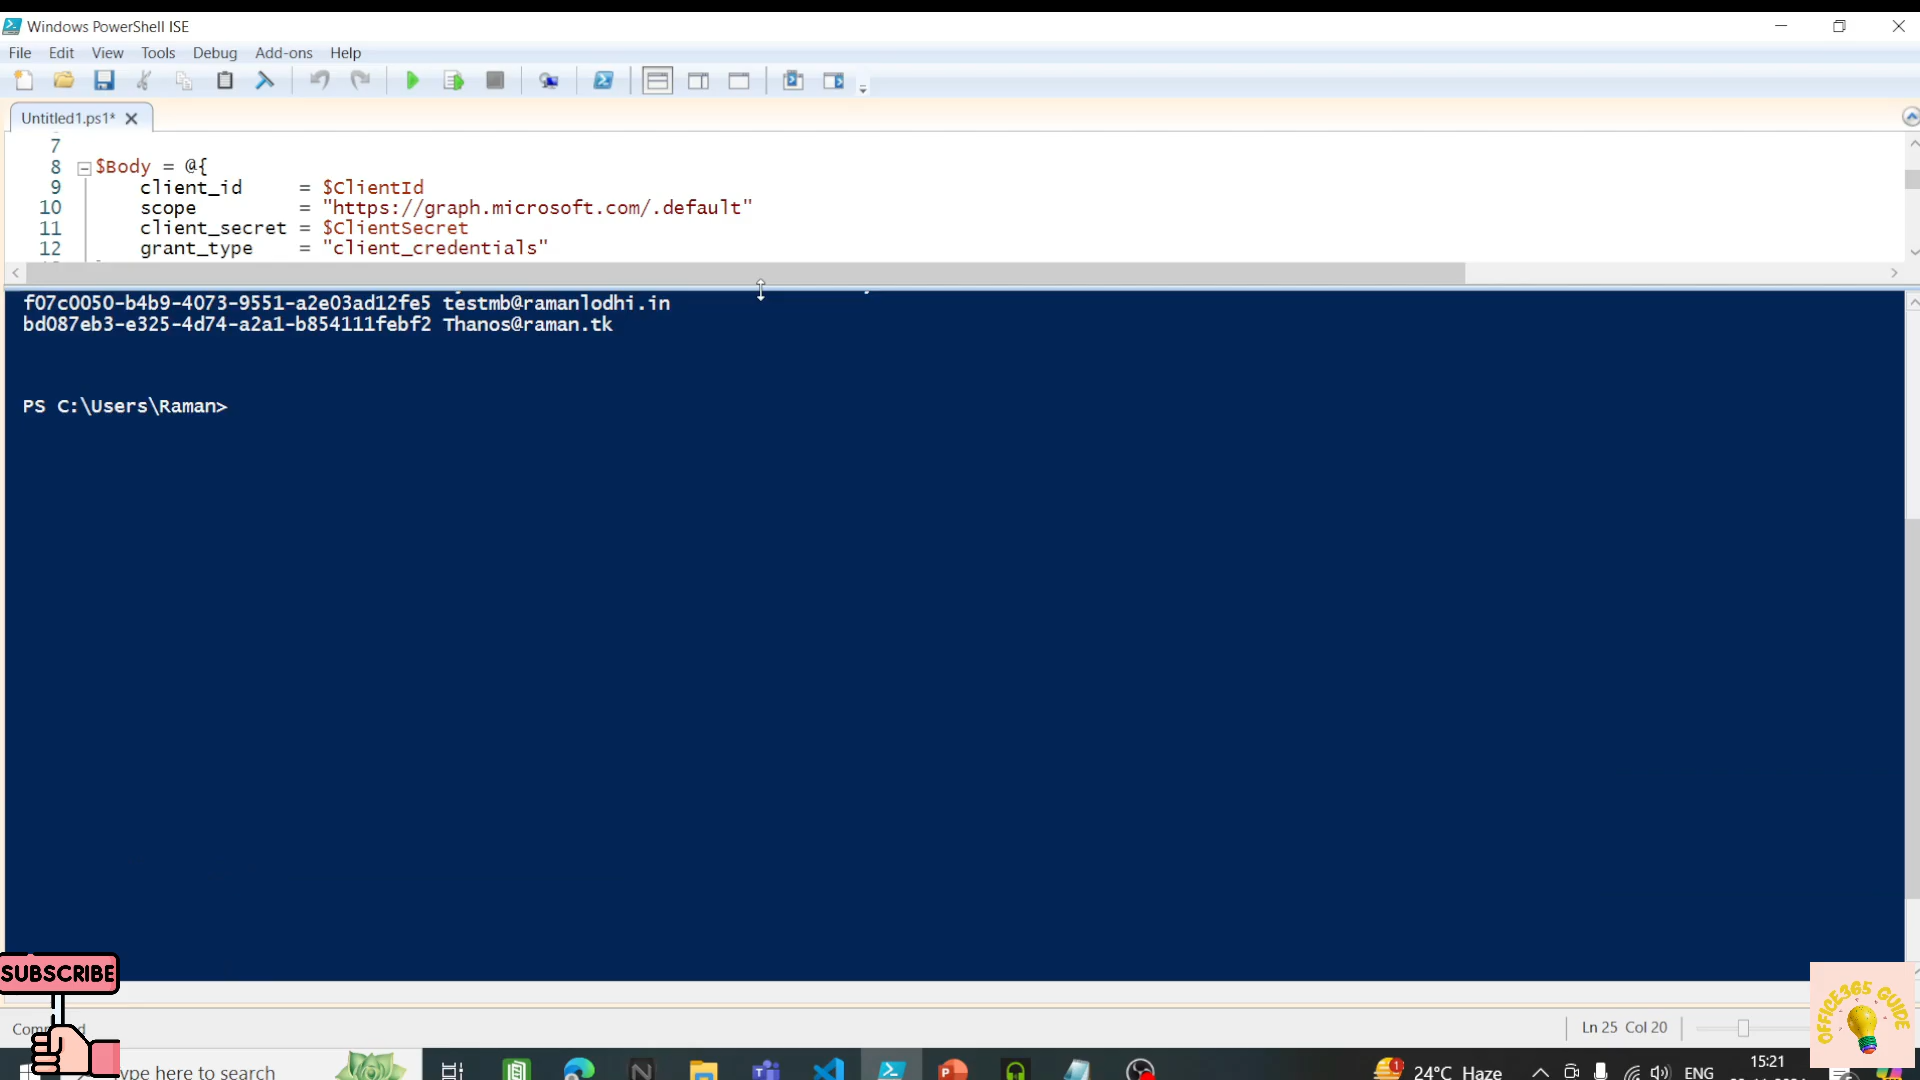 Windows PowerShell ISE
File Edit View Tools Debug Add-ons Help
Untitled1.ps1*
7
8 $Body = @{
9 client_id = $ClientId
10 scope = "https://graph.microsoft.com/.default"
11 client_secret = $ClientSecret
12 grant_type = "client_credentials"
f07c0050-b4b9-4073-9551-a2e03ad12fe5 testmb@ramanlodhi.in
bd087eb3-e325-4d74-a2a1-b854111febf2 Thanos@raman.tk
PS C:\Users\Raman>
SUBSCRIBE
OFFICE365 GUIDE
Ln 25 Col 20
ype here to search
24°C Haze
ENG
15:21